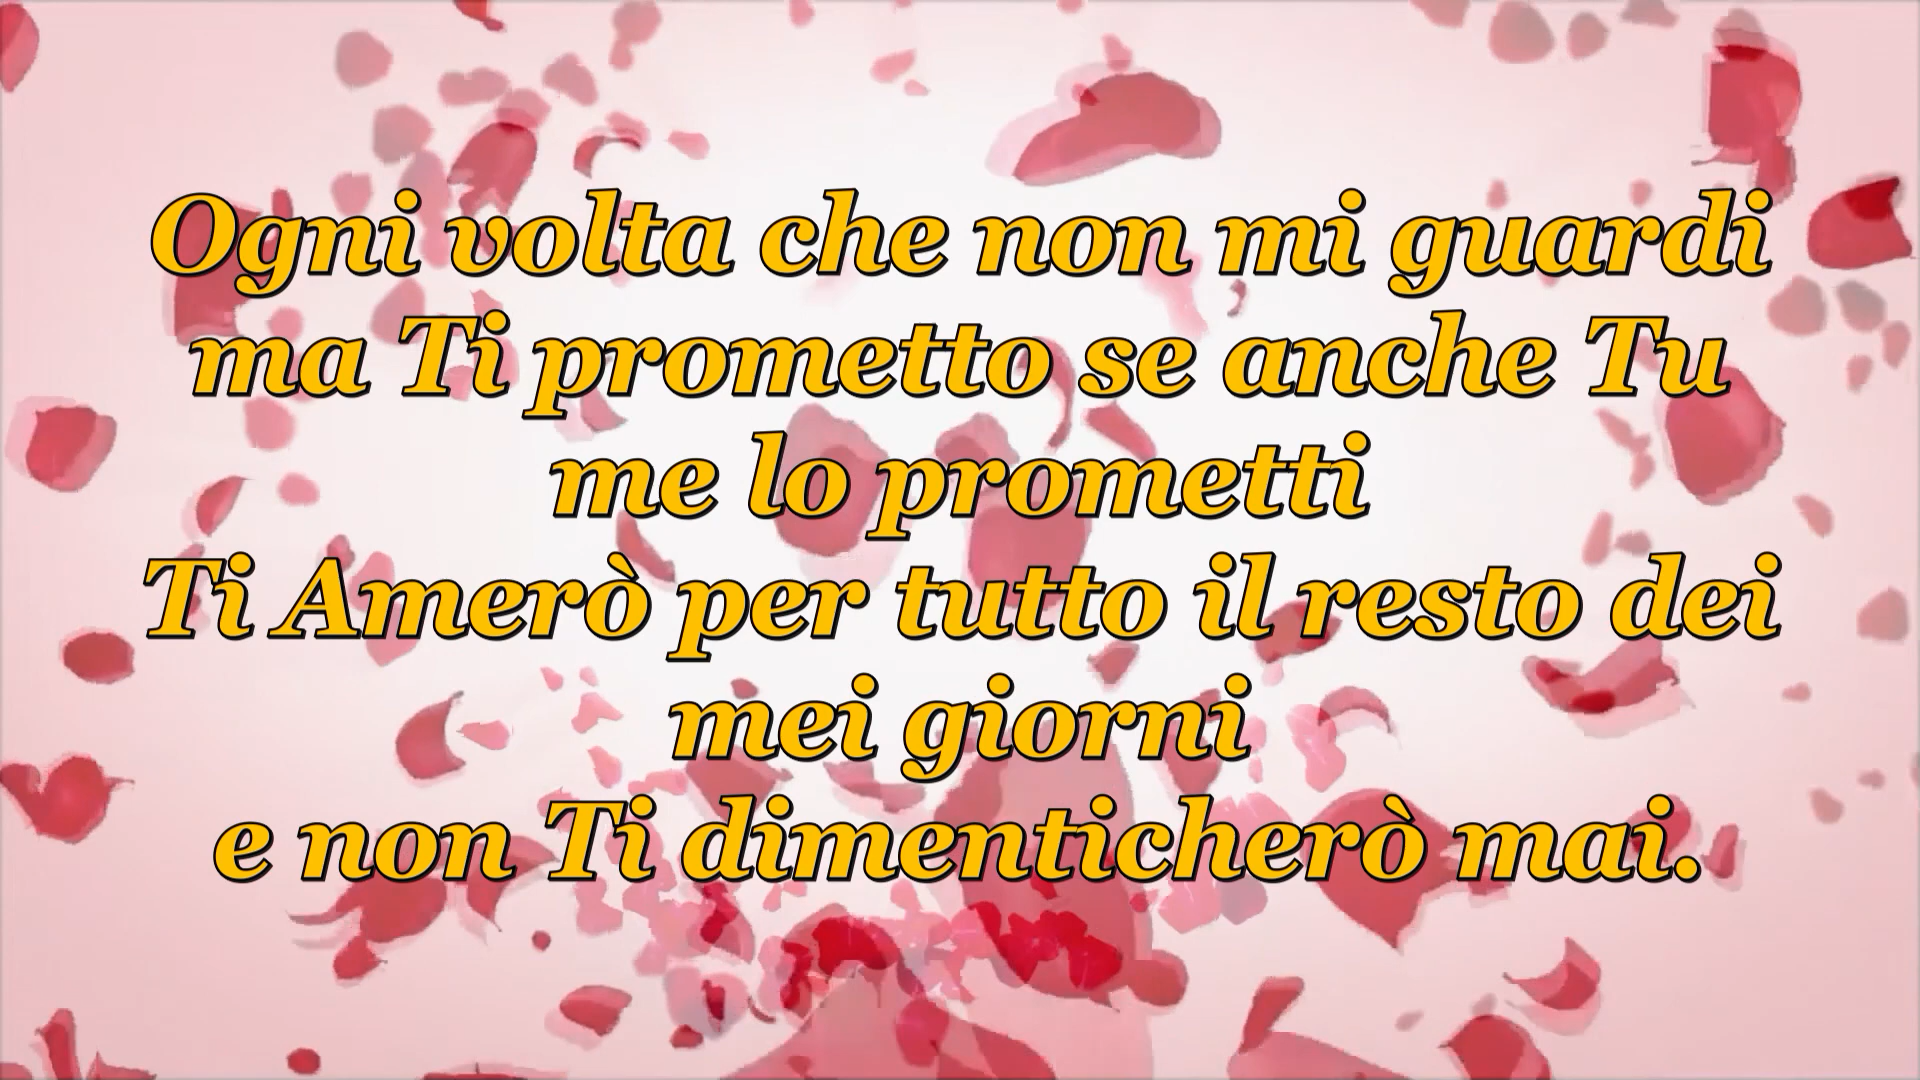 Ogni volta che non mi guardi
ma Ti prometto se anche Tu
me lo prometti
Ti Amerò per tutto il resto dei
mei giorni
e non Ti dimenticherò mai.